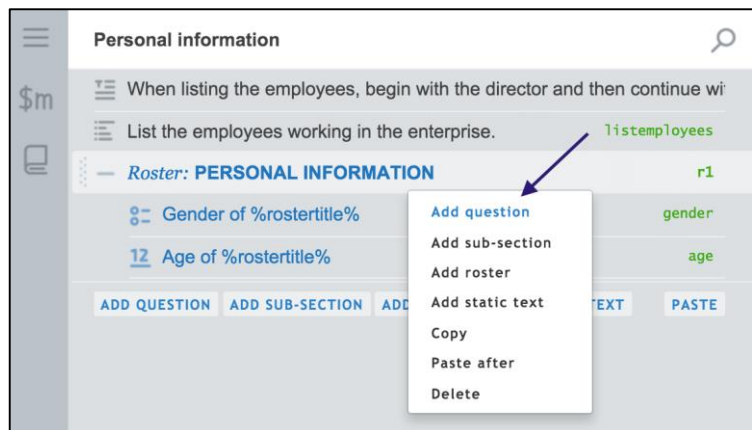 Personal information
$m
When listing the employees, begin with the director and then continue wi
List the employees working in the enterprise. listemployees
Roster: PERSONAL INFORMATION r1
Gender of %rostertitle% gender
12 Age of %rostertitle% age
ADD QUESTION ADD SUB-SECTION ADD TEXT PASTE
Add question
Add sub-section
Add roster
Add static text
Copy
Paste after
Delete